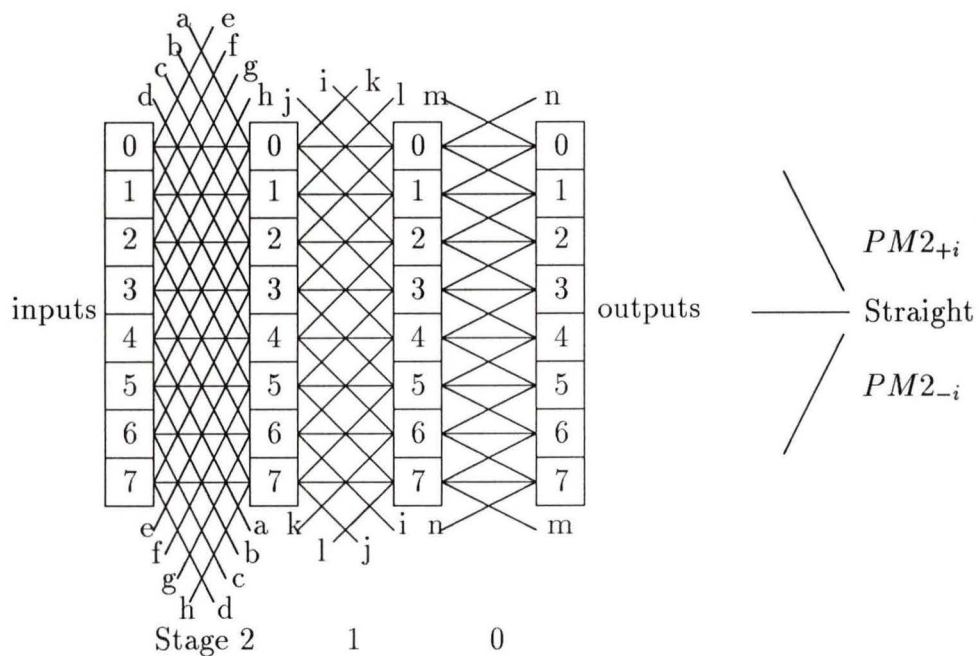 a e
b f
c g
d h j i k l m n
0 0 0 0
1 1 1 1
2 2 2 2 PM2+i
inputs 3 3 3 3 outputs Straight
4 4 4 4
5 5 5 5 PM2−i
6 6 6 6
7 7 7 7
e a k i n m
f b l j
g c
h d
Stage 2 1 0